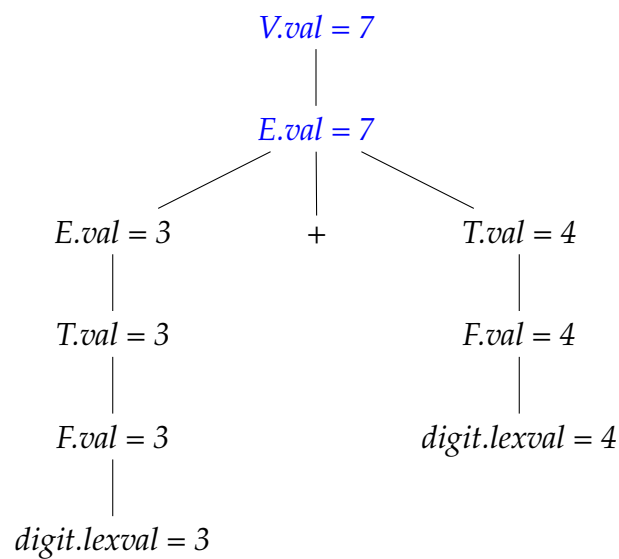 V.val = 7
E.val = 7
E.val = 3 + T.val = 4
T.val = 3 F.val = 4
F.val = 3 digit.lexval = 4
digit.lexval = 3